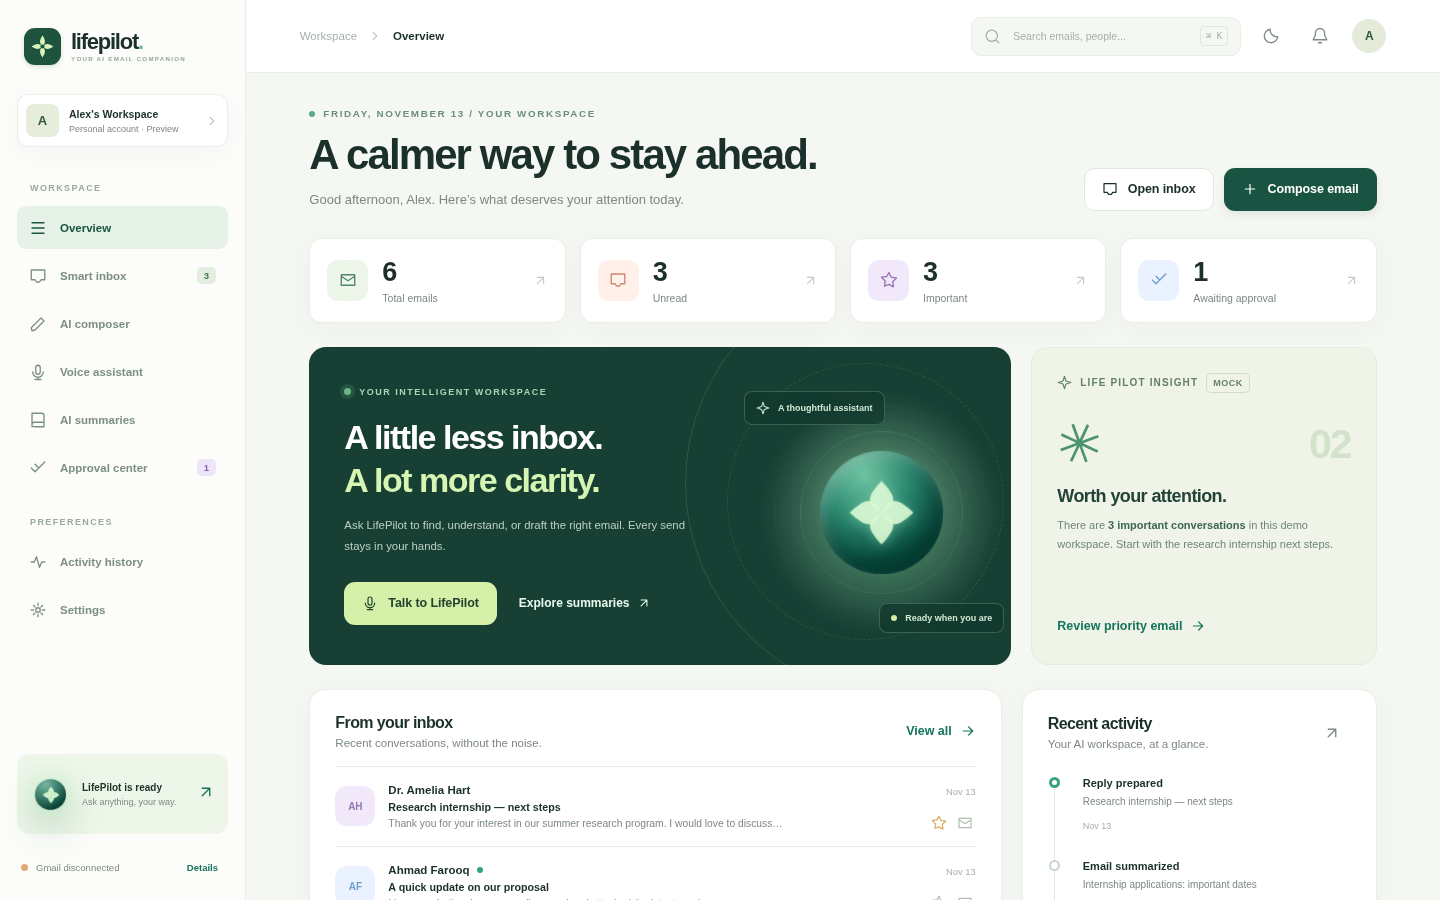 lifepilot.
YOUR AI EMAIL COMPANION
A
Alex's Workspace
Personal account · Preview
WORKSPACE
Overview
Smart inbox
3
AI composer
Voice assistant
AI summaries
Approval center
1
PREFERENCES
Activity history
Settings
LifePilot is ready
Ask anything, your way.
Gmail disconnected
Details
Workspace
Overview
Search emails, people...
⌘ K
A
FRIDAY, NOVEMBER 13 / YOUR WORKSPACE
A calmer way to stay ahead.
Good afternoon, Alex. Here's what deserves your attention today.
Open inbox
Compose email
6
Total emails
3
Unread
3
Important
1
Awaiting approval
YOUR INTELLIGENT WORKSPACE
A little less inbox.
A lot more clarity.
Ask LifePilot to find, understand, or draft the right email. Every send
stays in your hands.
Talk to LifePilot
Explore summaries
A thoughtful assistant
Ready when you are
LIFE PILOT INSIGHT
MOCK
02
Worth your attention.
There are 3 important conversations in this demo
workspace. Start with the research internship next steps.
Review priority email
From your inbox
Recent conversations, without the noise.
View all
AH
Dr. Amelia Hart
Nov 13
Research internship — next steps
Thank you for your interest in our summer research program. I would love to discuss…
AF
Ahmad Farooq
Nov 13
A quick update on our proposal
Recent activity
Your AI workspace, at a glance.
Reply prepared
Research internship — next steps
Nov 13
Email summarized
Internship applications: important dates